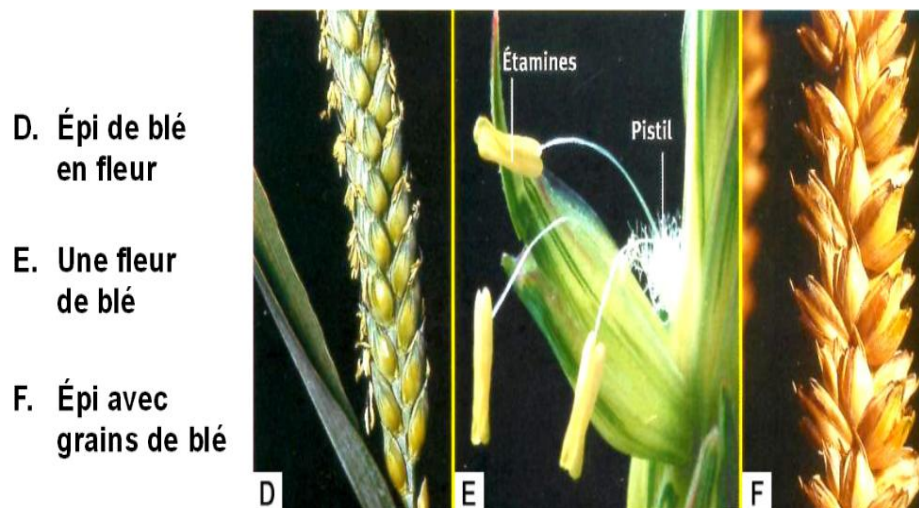 D. Épi de blé
en fleur
E. Une fleur
de blé
F. Épi avec
grains de blé
Étamines
Pistil
D
E
F